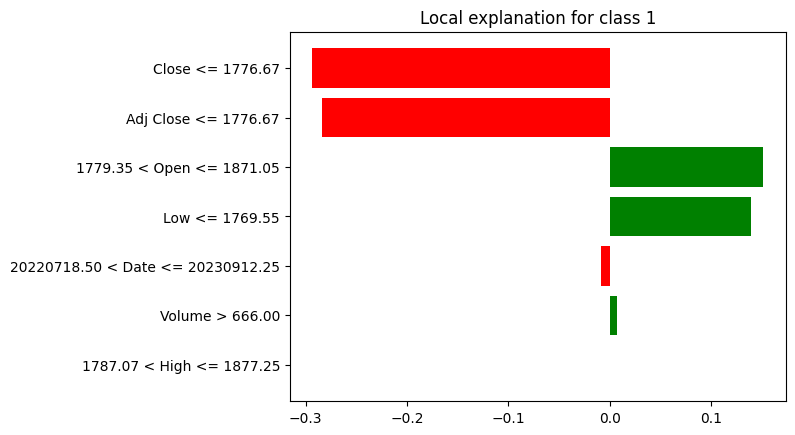 Local explanation for class 1
Close <= 1776.67
Adj Close <= 1776.67
1779.35 < Open <= 1871.05
Low <= 1769.55
20220718.50 < Date <= 20230912.25
Volume > 666.00
1787.07 < High <= 1877.25
−0.3 −0.2 −0.1 0.0 0.1